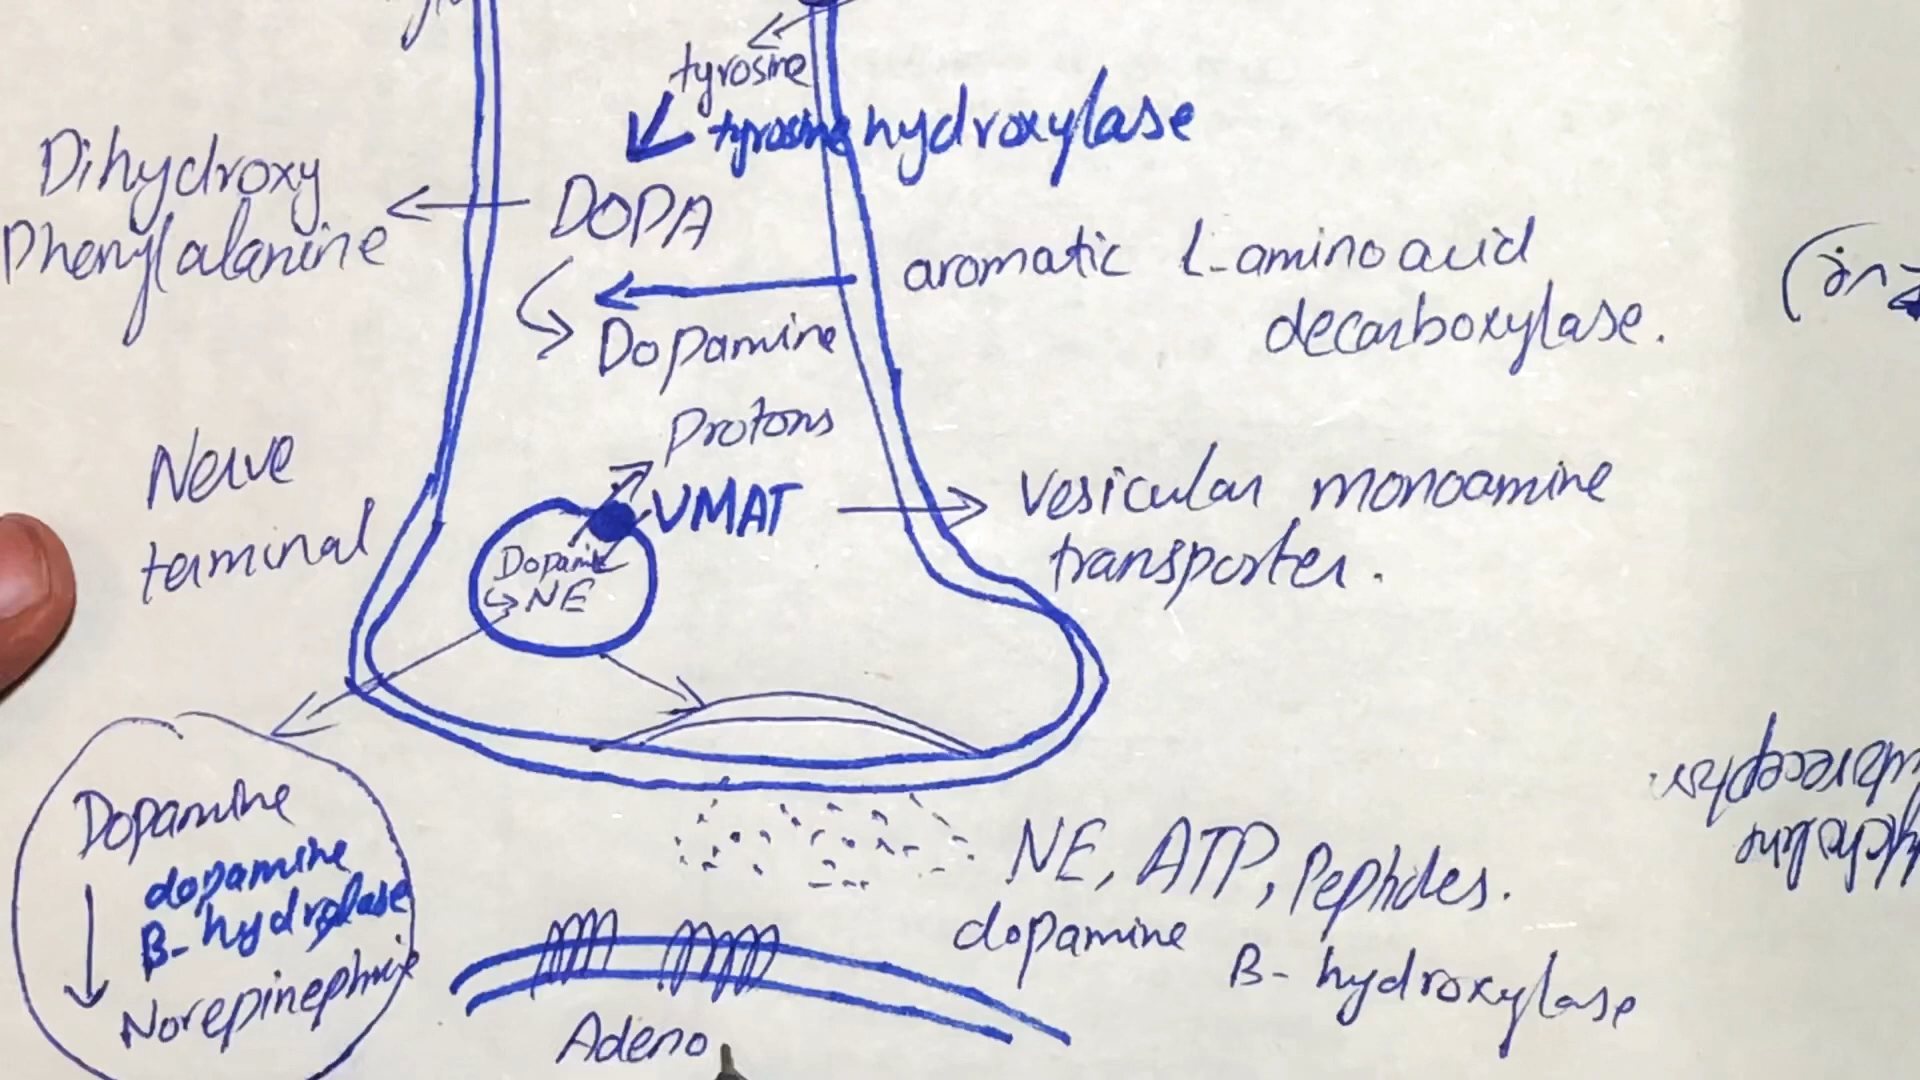 tyrosine
tyrosine hydroxylase
Dihydroxy
Phenylalanine
DOPA
aromatic L-amino acid
decarboxylase.
Dopamine
Protons
Nerve
terminal
VMAT
Vesicular monoamine
transporter.
Dopamine
NE
Dopamine
dopamine
B-hydroxylase
Norepinephrine
NE, ATP, Peptides.
dopamine
B-hydroxylase
Adeno